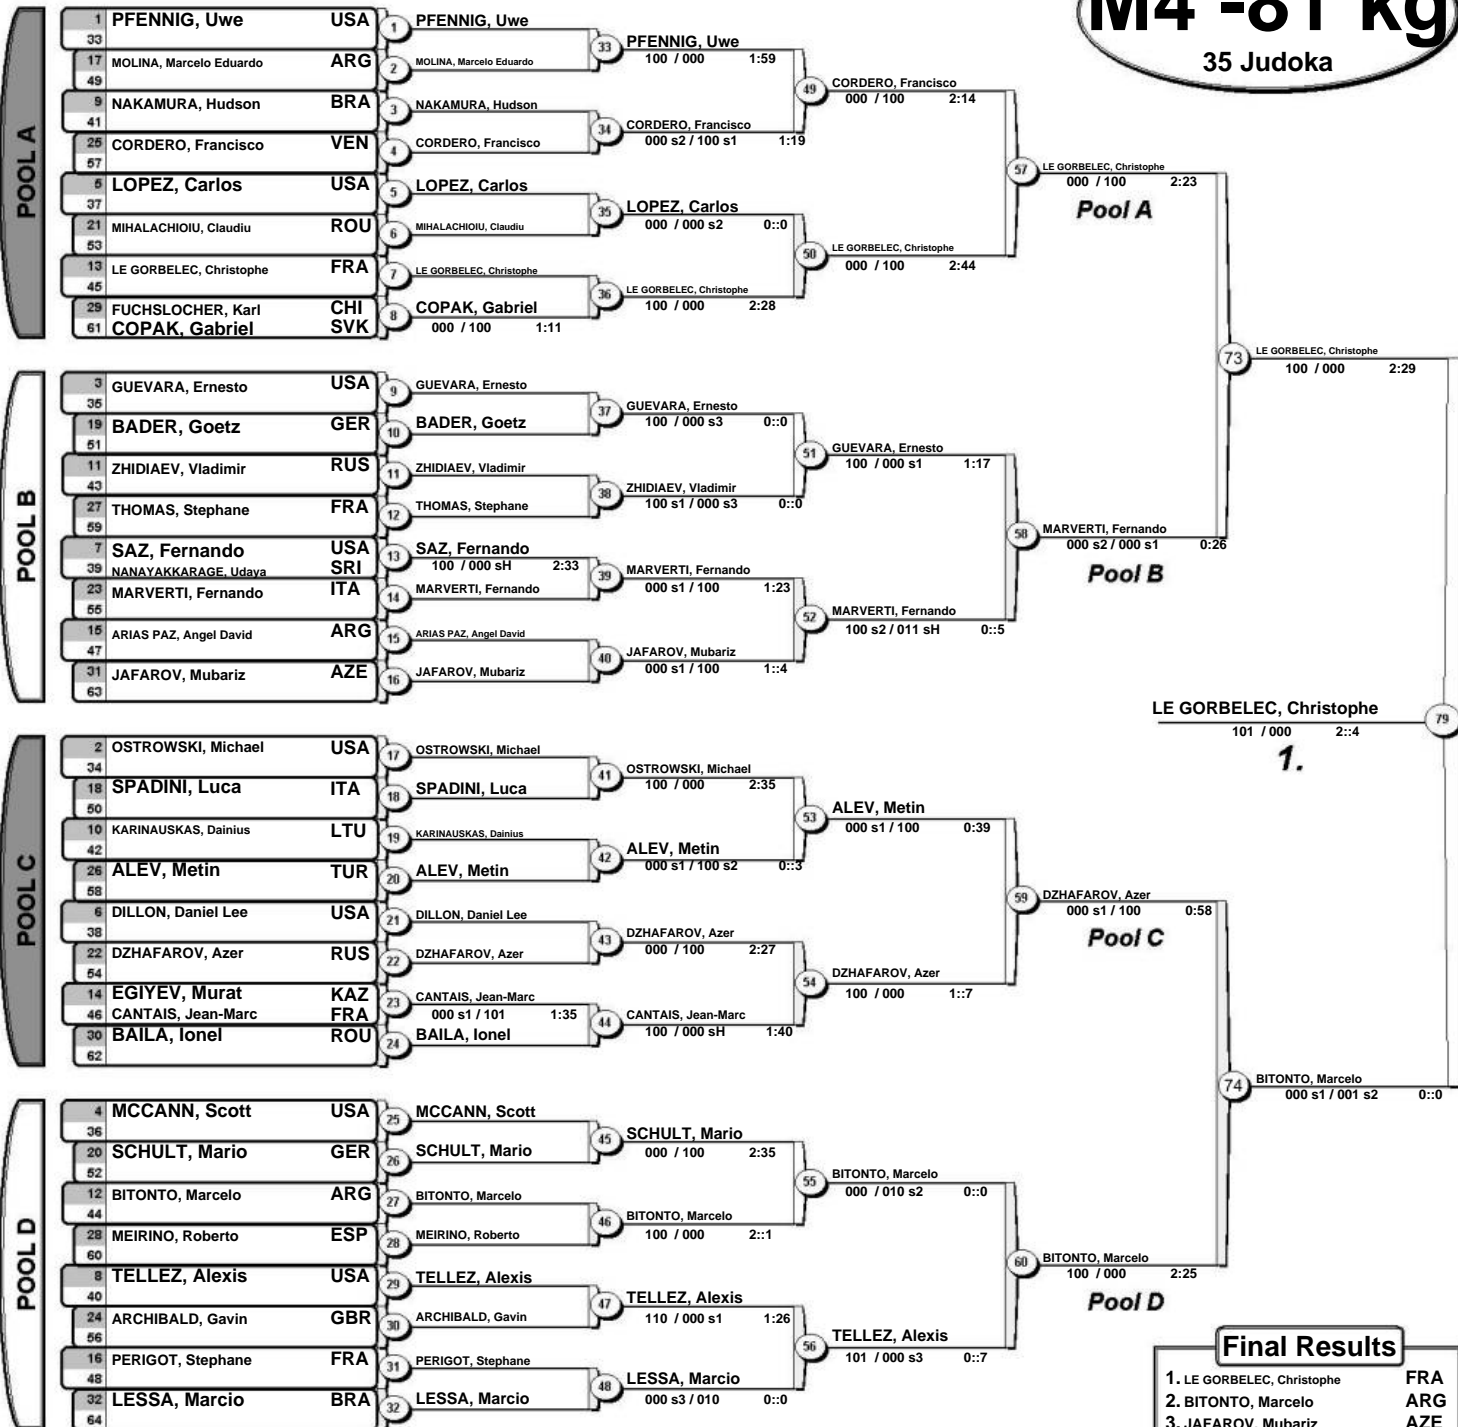 M4 -81 kg
35 Judoka
POOL A
1 PFENNIG, Uwe USA
33
17 MOLINA, Marcelo Eduardo ARG
49
9 NAKAMURA, Hudson BRA
41
25 CORDERO, Francisco VEN
57
5 LOPEZ, Carlos USA
37
21 MIHALACHIOIU, Claudiu ROU
53
13 LE GORBELEC, Christophe FRA
45
29 FUCHSLOCHER, Karl CHI
61 COPAK, Gabriel SVK
1 PFENNIG, Uwe
2 MOLINA, Marcelo Eduardo
3 NAKAMURA, Hudson
4 CORDERO, Francisco
5 LOPEZ, Carlos
6 MIHALACHIOIU, Claudiu
7 LE GORBELEC, Christophe
8 COPAK, Gabriel
000 / 100 1:11
33 PFENNIG, Uwe
100 / 000 1:59
34 CORDERO, Francisco
000 s2 / 100 s1 1:19
35 LOPEZ, Carlos
000 / 000 s2 0::0
36 LE GORBELEC, Christophe
100 / 000 2:28
49 CORDERO, Francisco
000 / 100 2:14
50 LE GORBELEC, Christophe
000 / 100 2:44
57 LE GORBELEC, Christophe
000 / 100 2:23
Pool A
POOL B
3 GUEVARA, Ernesto USA
35
19 BADER, Goetz GER
51
11 ZHIDIAEV, Vladimir RUS
43
27 THOMAS, Stephane FRA
59
7 SAZ, Fernando USA
39 NANAYAKKARAGE, Udaya SRI
23 MARVERTI, Fernando ITA
55
15 ARIAS PAZ, Angel David ARG
47
31 JAFAROV, Mubariz AZE
63
9 GUEVARA, Ernesto
10 BADER, Goetz
11 ZHIDIAEV, Vladimir
12 THOMAS, Stephane
13 SAZ, Fernando
100 / 000 sH 2:33
14 MARVERTI, Fernando
15 ARIAS PAZ, Angel David
16 JAFAROV, Mubariz
37 GUEVARA, Ernesto
100 / 000 s3 0::0
38 ZHIDIAEV, Vladimir
100 s1 / 000 s3 0::0
39 MARVERTI, Fernando
000 s1 / 100 1:23
40 JAFAROV, Mubariz
000 s1 / 100 1::4
51 GUEVARA, Ernesto
100 / 000 s1 1:17
52 MARVERTI, Fernando
100 s2 / 011 sH 0::5
58 MARVERTI, Fernando
000 s2 / 000 s1 0:26
Pool B
73 LE GORBELEC, Christophe
100 / 000 2:29
LE GORBELEC, Christophe 79
101 / 000 2::4
1.
POOL C
2 OSTROWSKI, Michael USA
34
18 SPADINI, Luca ITA
50
10 KARINAUSKAS, Dainius LTU
42
26 ALEV, Metin TUR
58
6 DILLON, Daniel Lee USA
38
22 DZHAFAROV, Azer RUS
54
14 EGIYEV, Murat KAZ
46 CANTAIS, Jean-Marc FRA
30 BAILA, Ionel ROU
62
17 OSTROWSKI, Michael
18 SPADINI, Luca
19 KARINAUSKAS, Dainius
20 ALEV, Metin
21 DILLON, Daniel Lee
22 DZHAFAROV, Azer
23 CANTAIS, Jean-Marc
000 s1 / 101 1:35
24 BAILA, Ionel
41 OSTROWSKI, Michael
100 / 000 2:35
42 ALEV, Metin
000 s1 / 100 s2 0::3
43 DZHAFAROV, Azer
000 / 100 2:27
44 CANTAIS, Jean-Marc
100 / 000 sH 1:40
53 ALEV, Metin
000 s1 / 100 0:39
54 DZHAFAROV, Azer
100 / 000 1::7
59 DZHAFAROV, Azer
000 s1 / 100 0:58
Pool C
74 BITONTO, Marcelo
000 s1 / 001 s2 0::0
POOL D
4 MCCANN, Scott USA
36
20 SCHULT, Mario GER
52
12 BITONTO, Marcelo ARG
44
28 MEIRINO, Roberto ESP
60
8 TELLEZ, Alexis USA
40
24 ARCHIBALD, Gavin GBR
56
16 PERIGOT, Stephane FRA
48
32 LESSA, Marcio BRA
64
25 MCCANN, Scott
26 SCHULT, Mario
27 BITONTO, Marcelo
28 MEIRINO, Roberto
29 TELLEZ, Alexis
30 ARCHIBALD, Gavin
31 PERIGOT, Stephane
32 LESSA, Marcio
45 SCHULT, Mario
000 / 100 2:35
46 BITONTO, Marcelo
100 / 000 2::1
47 TELLEZ, Alexis
110 / 000 s1 1:26
48 LESSA, Marcio
000 s3 / 010 0::0
55 BITONTO, Marcelo
000 / 010 s2 0::0
56 TELLEZ, Alexis
101 / 000 s3 0::7
60 BITONTO, Marcelo
100 / 000 2:25
Pool D
Final Results
1. LE GORBELEC, Christophe FRA
2. BITONTO, Marcelo ARG
3. JAFAROV, Mubariz AZE